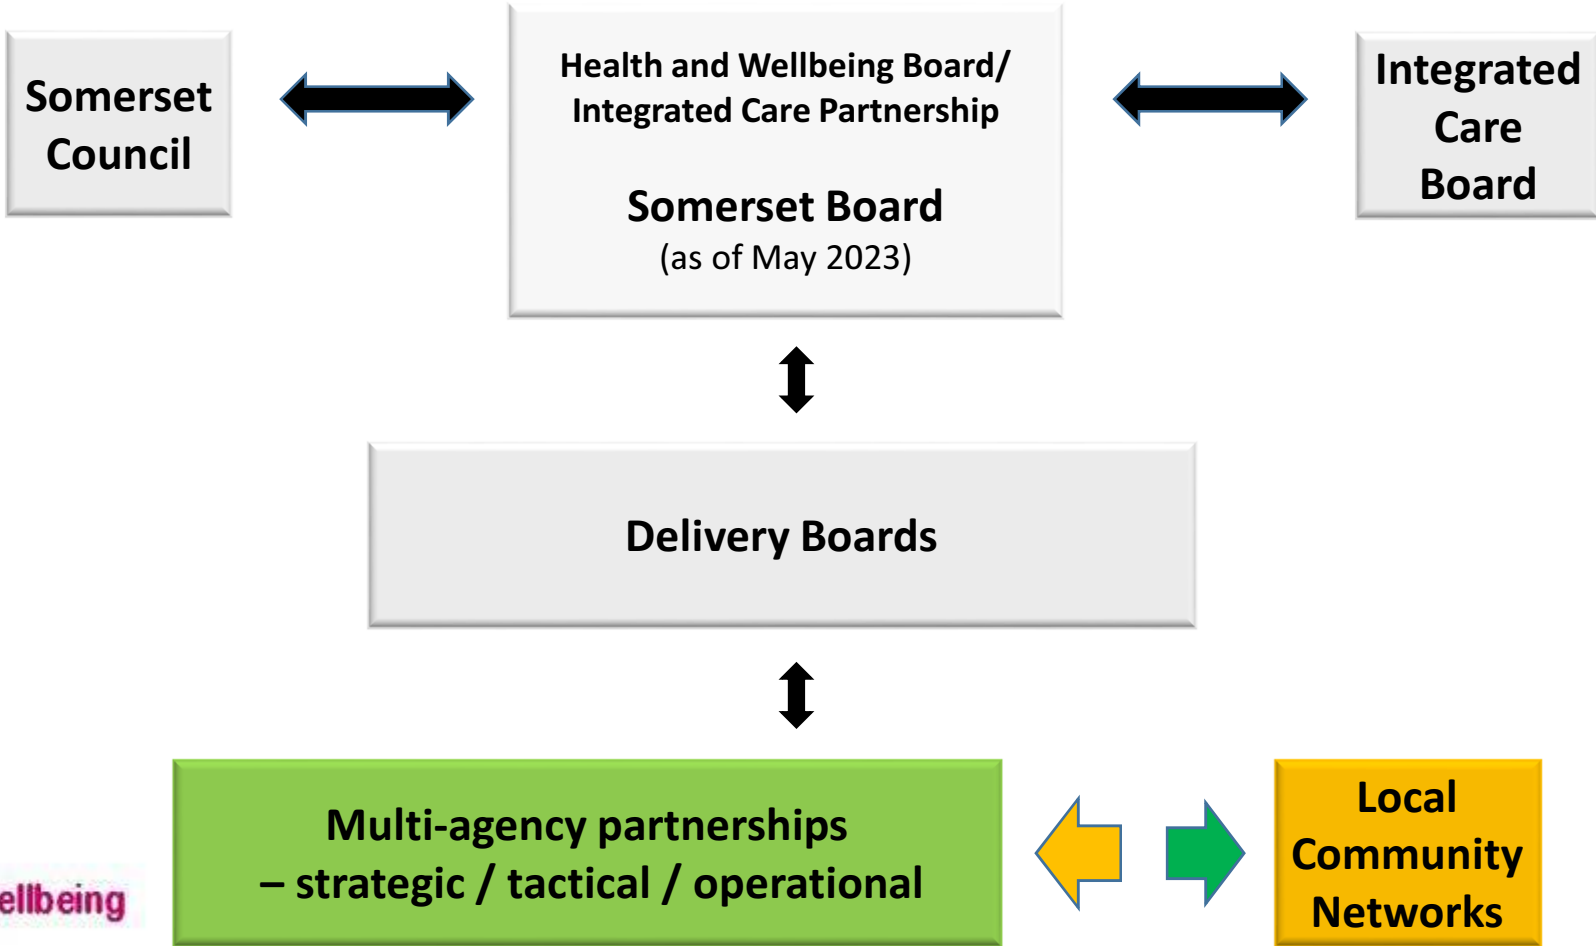 Somerset
Council
Health and Wellbeing Board/
Integrated Care Partnership
Somerset Board
(as of May 2023)
Integrated
Care
Board
Delivery Boards
Multi-agency partnerships
– strategic / tactical / operational
Local
Community
Networks
ellbeing